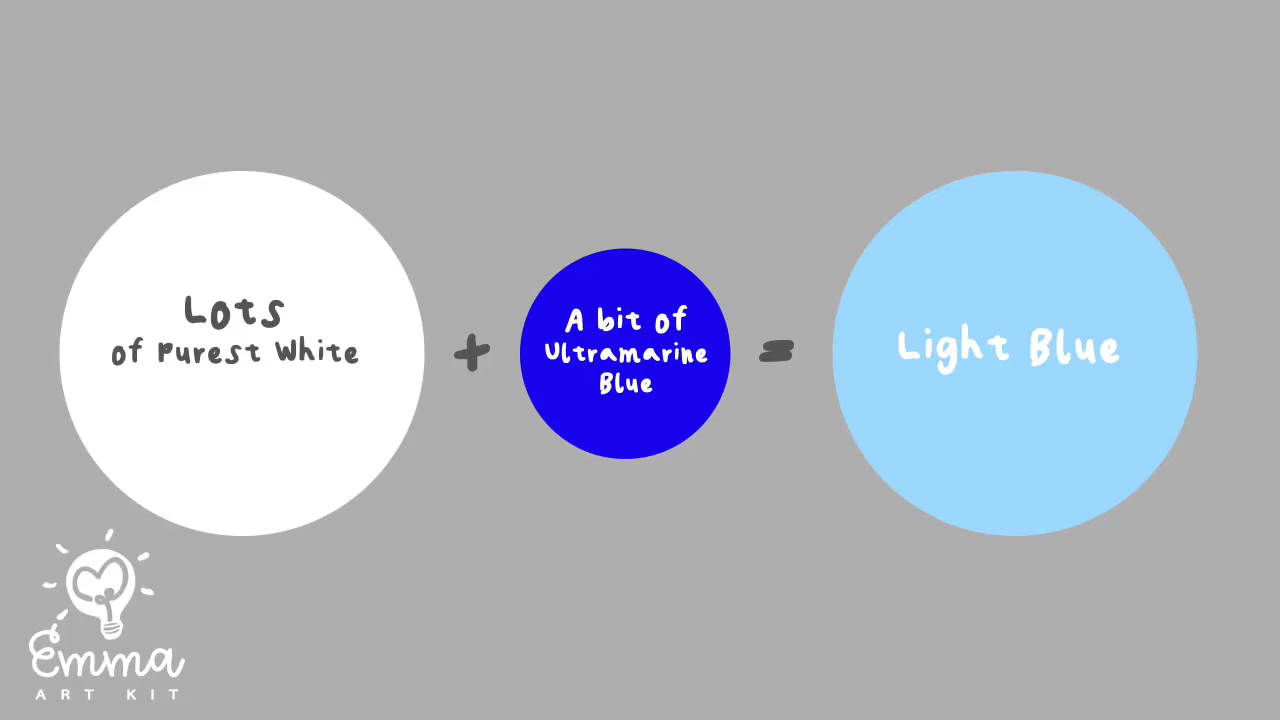 Lots
of Purest White
+
A bit of
Ultramarine
Blue
=
Light Blue
Emma
ART KIT